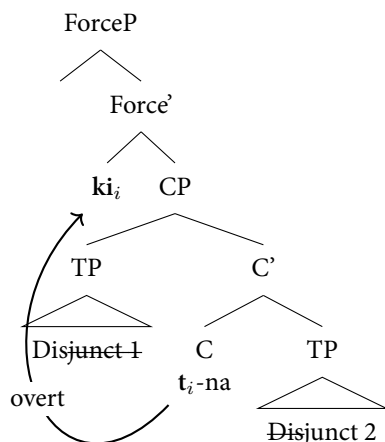 ForceP
Force’
ki_i CP
TP C’
Disjunct 1 C TP
t_i-na
overt Disjunct 2